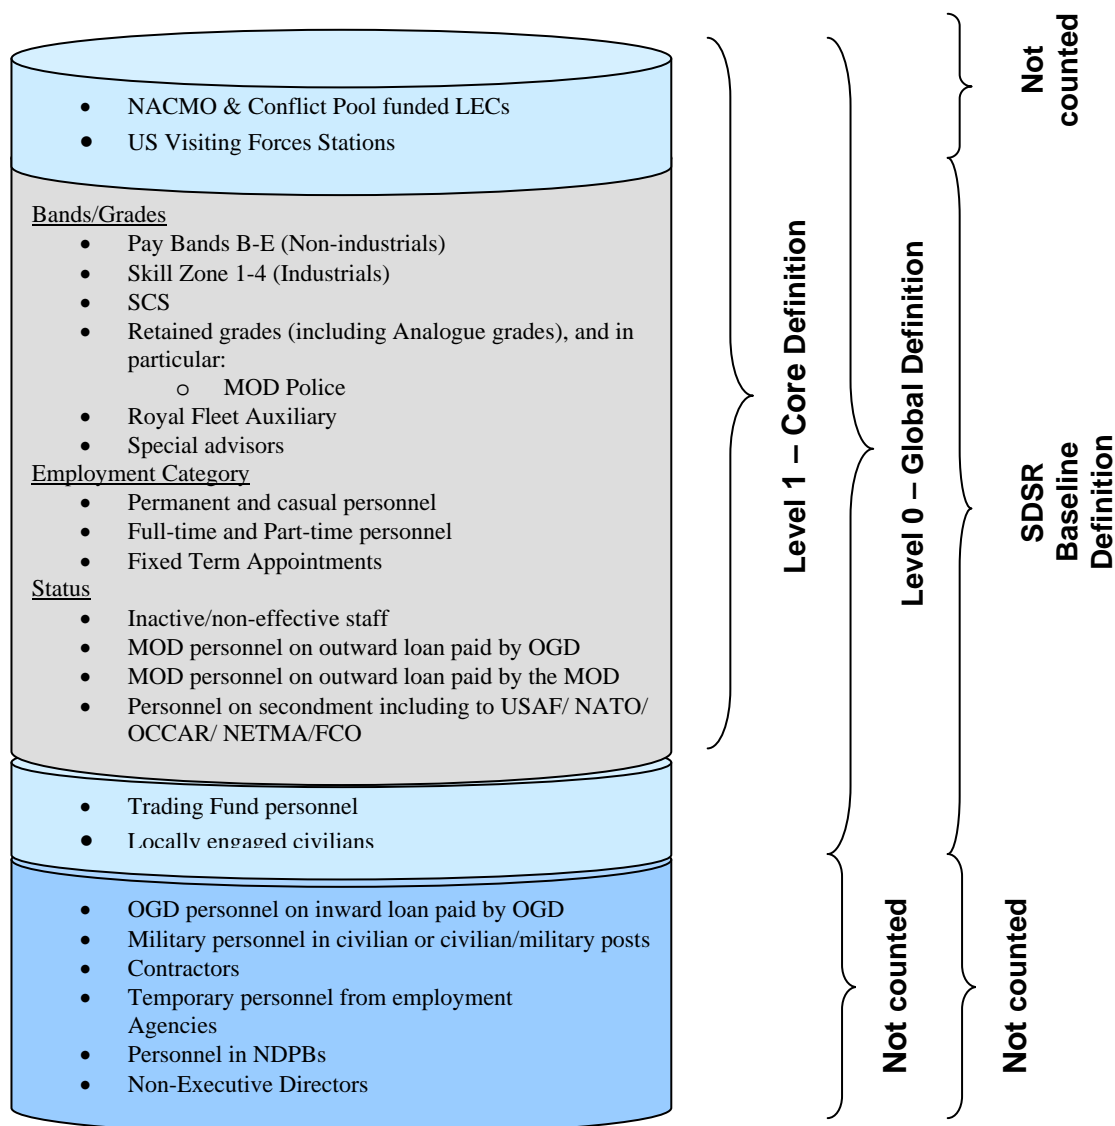 • NACMO & Conflict Pool funded LECs
• US Visiting Forces Stations
Bands/Grades
• Pay Bands B-E (Non-industrials)
• Skill Zone 1-4 (Industrials)
• SCS
• Retained grades (including Analogue grades), and in
particular:
o MOD Police
• Royal Fleet Auxiliary
• Special advisors
Employment Category
• Permanent and casual personnel
• Full-time and Part-time personnel
• Fixed Term Appointments
Status
• Inactive/non-effective staff
• MOD personnel on outward loan paid by OGD
• MOD personnel on outward loan paid by the MOD
• Personnel on secondment including to USAF/ NATO/
OCCAR/ NETMA/FCO
• Trading Fund personnel
• Locally engaged civilians
• OGD personnel on inward loan paid by OGD
• Military personnel in civilian or civilian/military posts
• Contractors
• Temporary personnel from employment
Agencies
• Personnel in NDPBs
• Non-Executive Directors
Level 1 – Core Definition
Level 0 – Global Definition
Not counted
Not
counted
SDSR
Baseline
Definition
Not counted